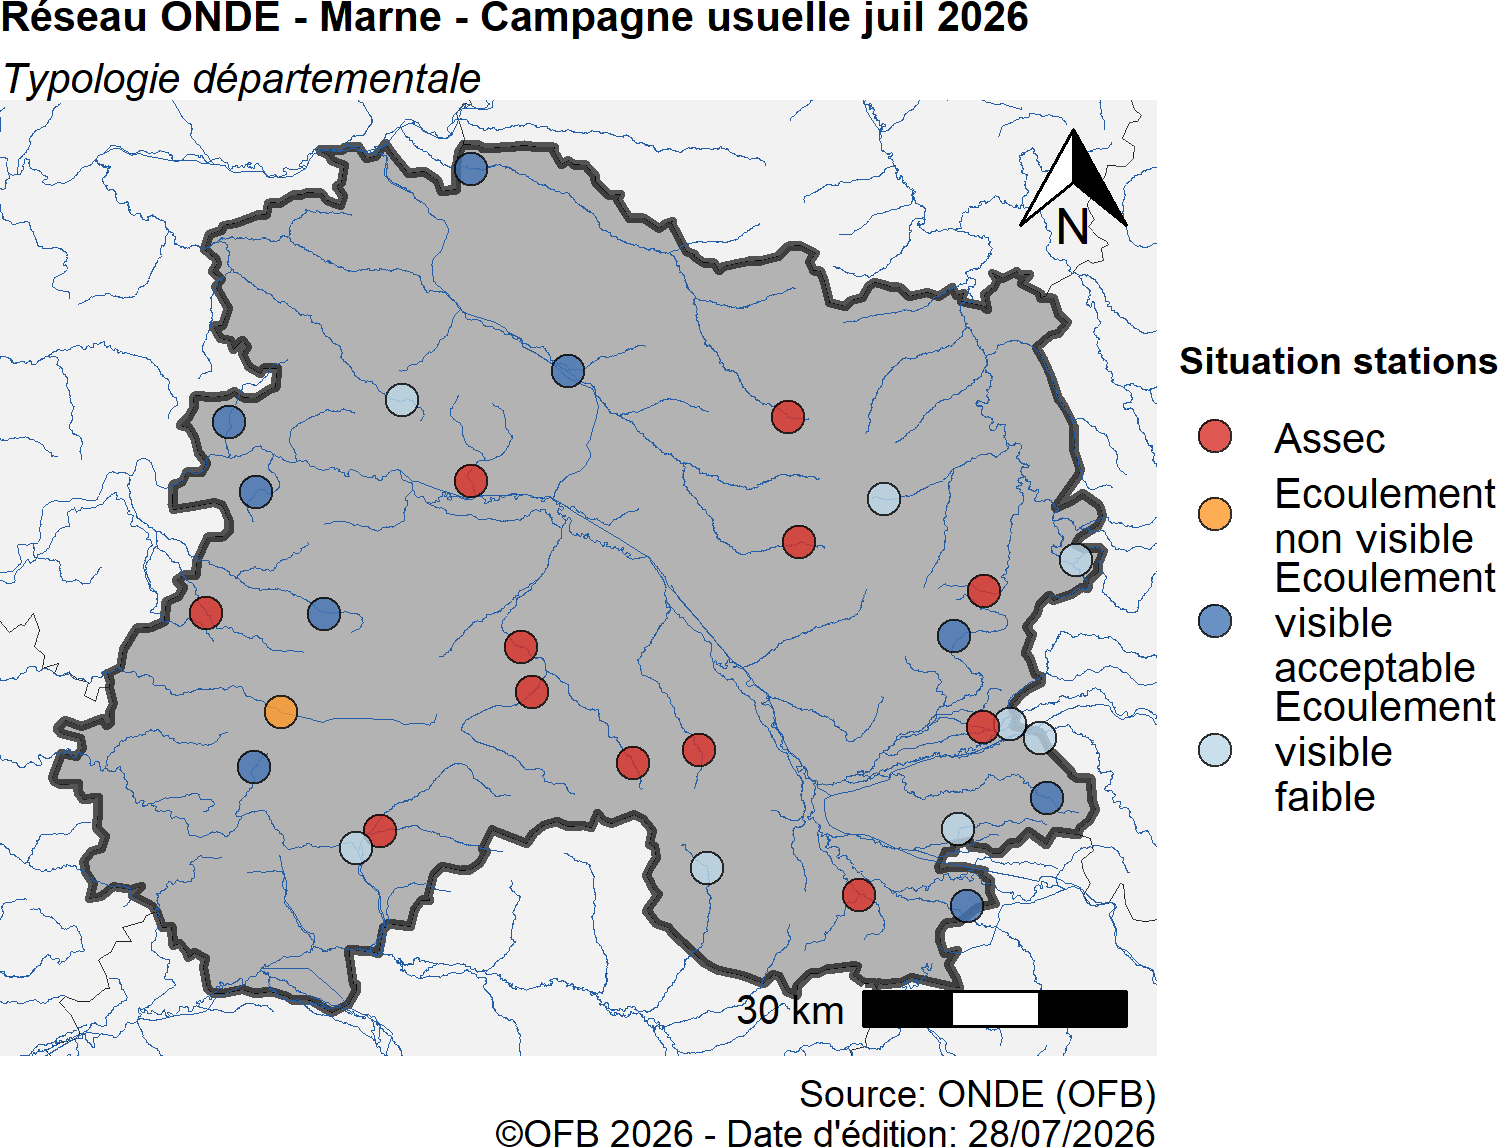 Réseau ONDE - Marne - Campagne usuelle juil 2026
Typologie départementale
N
Situation stations
Assec
Ecoulement
non visible
Ecoulement
visible
acceptable
Ecoulement
visible
faible
30 km
Source: ONDE (OFB)
©OFB 2026 - Date d'édition: 28/07/2026